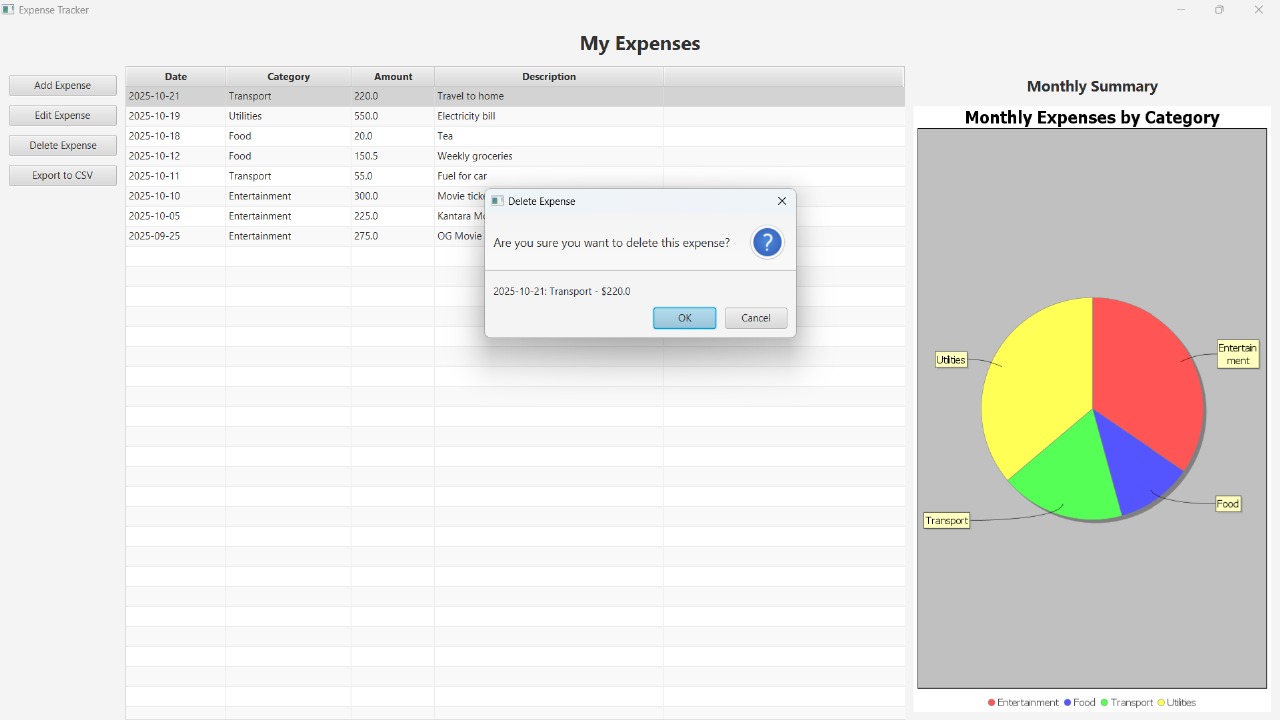 Expense Tracker
My Expenses
Add Expense
Edit Expense
Delete Expense
Export to CSV
Date Category Amount Description
2025-10-21 Transport 220.0 Travel to home
2025-10-19 Utilities 550.0 Electricity bill
2025-10-18 Food 20.0 Tea
2025-10-12 Food 150.5 Weekly groceries
2025-10-11 Transport 55.0 Fuel for car
2025-10-10 Entertainment 300.0 Movie
2025-10-05 Entertainment 225.0 Kantara
2025-09-25 Entertainment 275.0 OG Movie
Delete Expense
Are you sure you want to delete this expense?
?
2025-10-21: Transport - $220.0
OK Cancel
Monthly Summary
Monthly Expenses by Category
Entertain
ment
Utilities
Food
Transport
Entertainment Food Transport Utilities